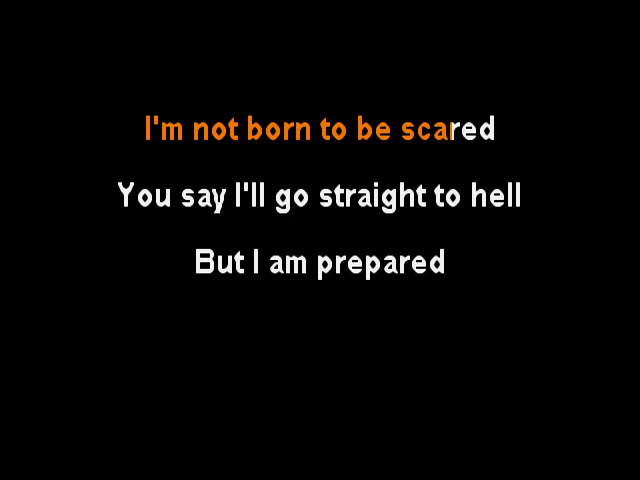 I'm not born to be scared
You say I'll go straight to hell
But I am prepared